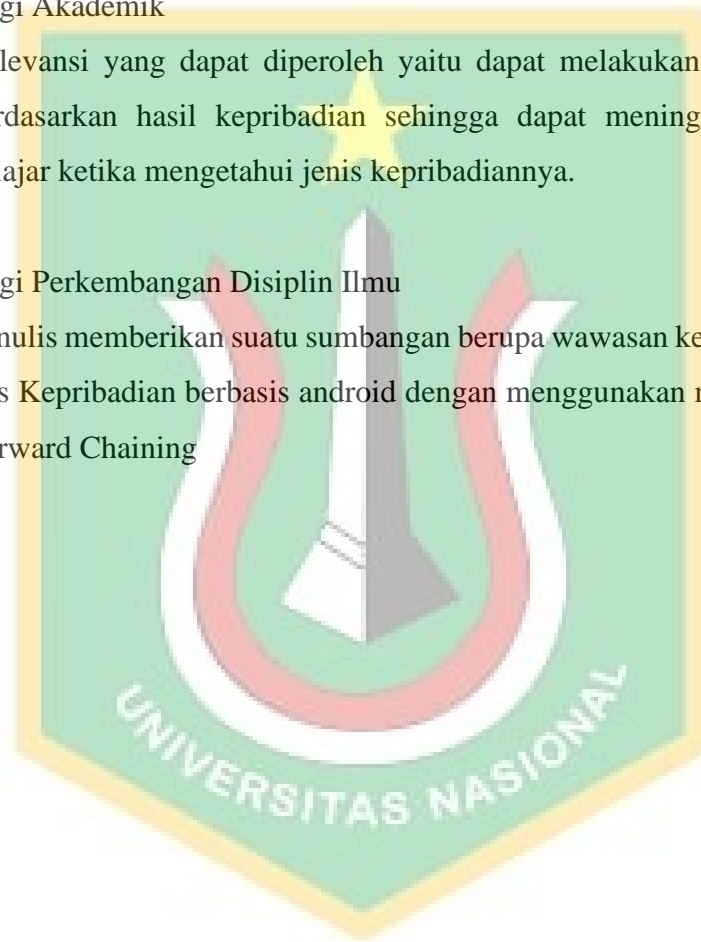 gi Akademik
levansi yang dapat diperoleh yaitu dapat melakukan
rdasarkan hasil kepribadian sehingga dapat mening
lajar ketika mengetahui jenis kepribadiannya.
gi Perkembangan Disiplin Ilmu
nulis memberikan suatu sumbangan berupa wawasan ke
s Kepribadian berbasis android dengan menggunakan
rward Chaining
UNIVERSITAS NASIONAL